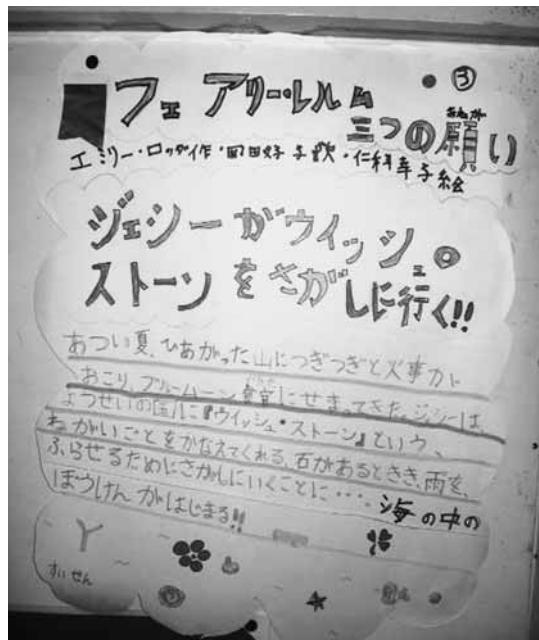 ③
フェアリー・レルム
三つの願い
ねが
エミリー・ロッダ作・岡田好子訳・仁科幸子絵
ジェシーがウィッシュ
ストーンをさがしに行く!!
あつい夏、ひあがった山につぎつぎと火事が
おこり、ブルームーン
にせまってきた。ジェシーは、
ようせいの国に『ウィッシュ・ストーン』という、
ねがいごとをかなえてくれる、石があるときき、雨を、
ふらせるためにさがしにいくことに‥‥海の中の
ぼうけんがはじまる!!
すいせん